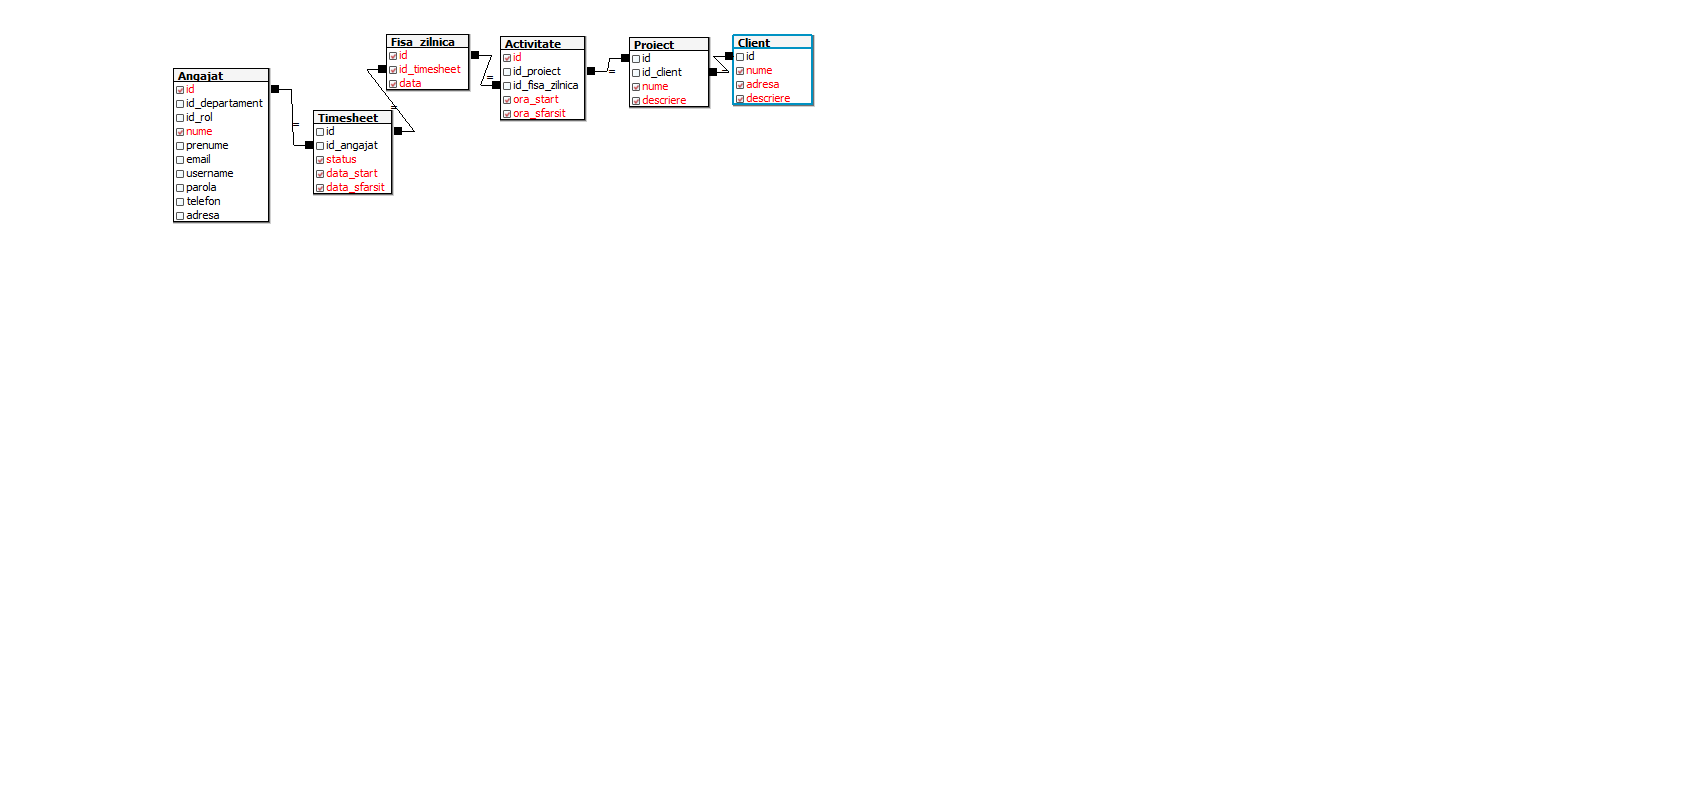 Angajat
id
id_departament
id_rol
nume
prenume
email
username
parola
telefon
adresa
Timesheet
id
id_angajat
status
data_start
data_sfarsit
Fisa_zilnica
id
id_timesheet
data
Activitate
id
id_proiect
id_fisa_zilnica
ora_start
ora_sfarsit
Proiect
id
id_client
nume
descriere
Client
id
nume
adresa
descriere
=
=
=
=